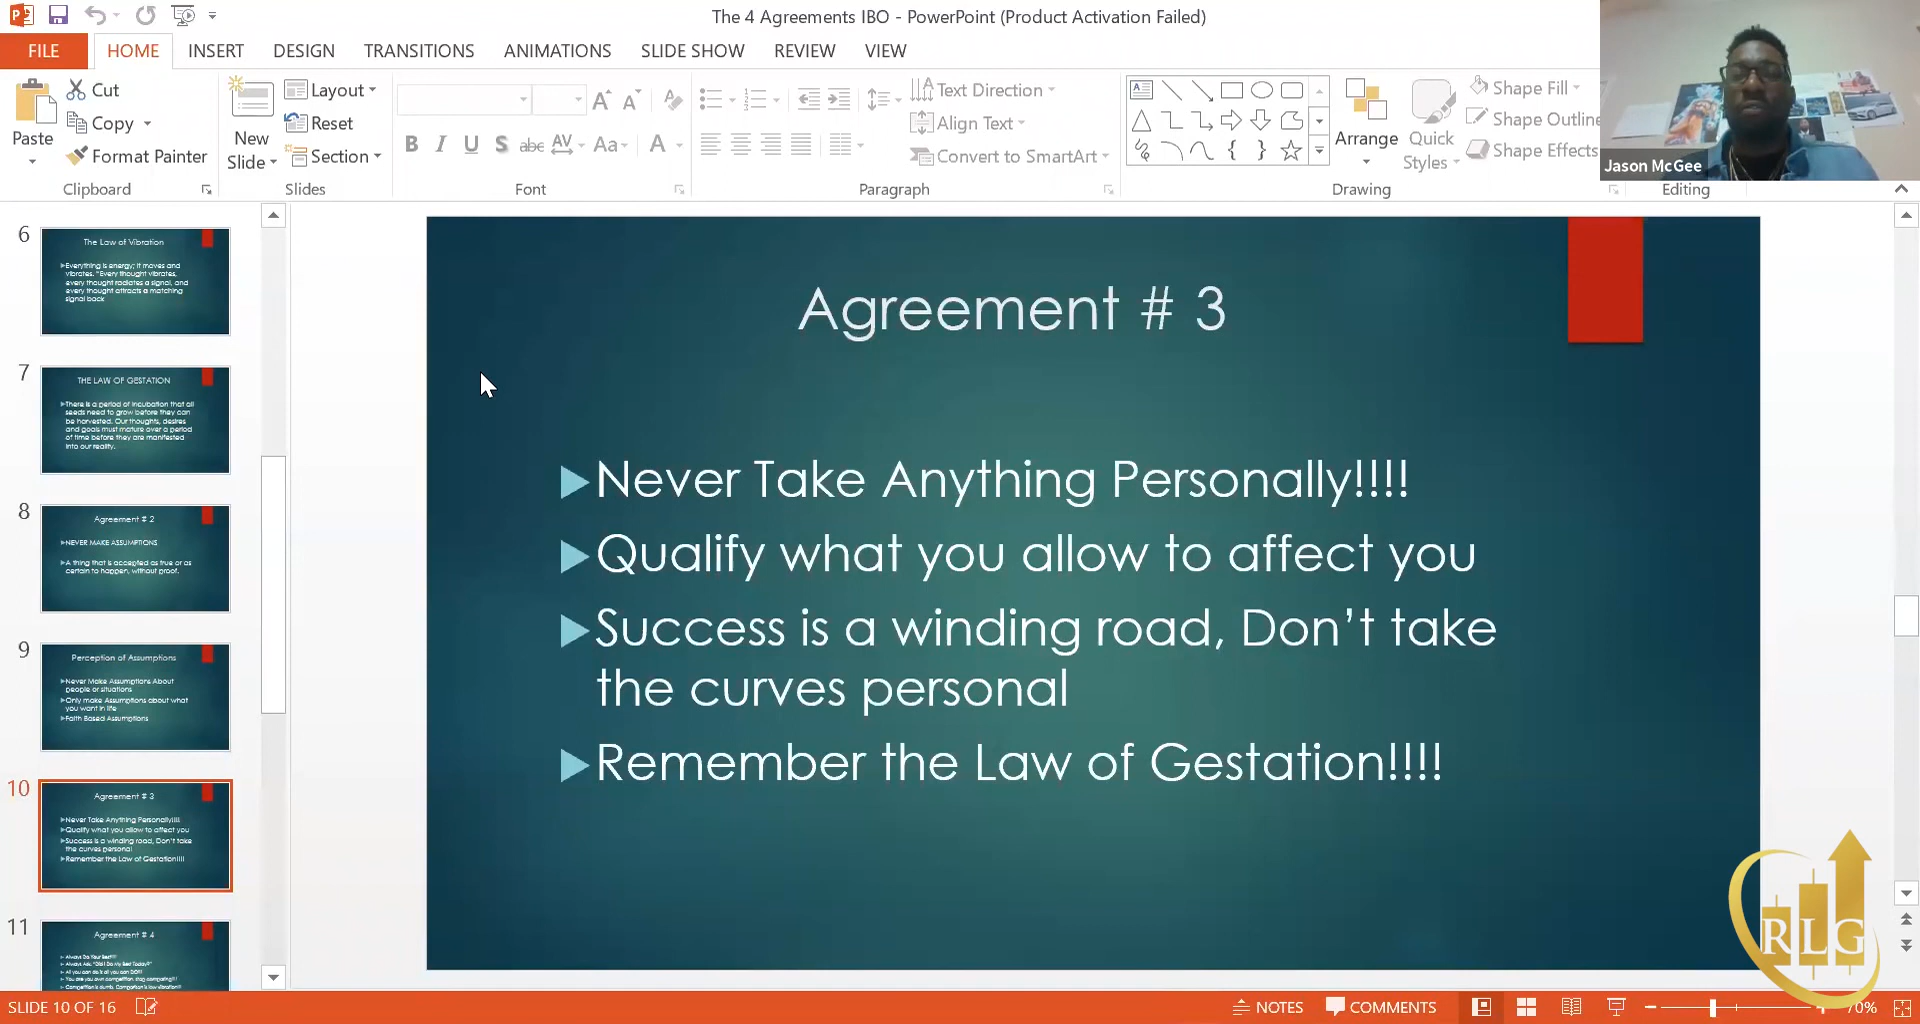 The 4 Agreements IBO - PowerPoint (Product Activation Failed)
FILE HOME INSERT DESIGN TRANSITIONS ANIMATIONS SLIDE SHOW REVIEW VIEW
Paste
Cut
Copy
Format Painter
Clipboard
New
Slide
Layout
Reset
Section
Slides
B I U S abc AV Aa A
Font
Text Direction
Align Text
Convert to SmartArt
Paragraph
Arrange
Quick
Styles
Shape Fill
Shape Outline
Shape Effects
Drawing
Editing
Jason McGee
6
The Law of Vibration
Everything is energy; it moves and
vibrates. "Every thought vibrates,
every thought radiates a signal, and
every thought attracts a matching
signal back
7
THE LAW OF GESTATION
There is a period of incubation that all
seeds need to grow before they can
be harvested. Our thoughts, desires
and goals must mature over a period
of time before they are manifested
into our reality.
8
Agreement # 2
NEVER MAKE ASSUMPTIONS
A thing that is accepted as true or as
certain to happen, without proof.
9
Perception of Assumptions
Never Make Assumptions About
people or situations
Only make Assumptions about what
you want in life
Faith Based Assumptions
10
Agreement # 3
Never Take Anything Personally!!!!
Qualify what you allow to affect you
Success is a winding road, Don't take
the curves personal
Remember the Law of Gestation!!!!
11
Agreement # 4
Always Do Your Best!!!
Always Ask, "Did I Do My Best Today?"
All you can do is all you can DO!!!
You are you own competition, stop comparing!!!
Competition is dumb, Comparison is low vibration!!!
Agreement # 3
Never Take Anything Personally!!!!
Qualify what you allow to affect you
Success is a winding road, Don't take
the curves personal
Remember the Law of Gestation!!!!
RLG
SLIDE 10 OF 16
NOTES COMMENTS 70%